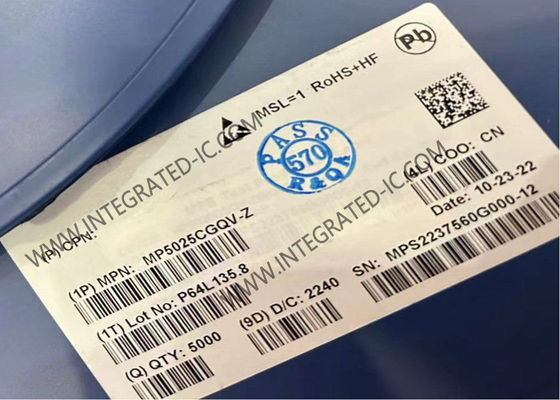 Pb
MSL=1 RoHS+HF
PASS
570
R&QA
WWW.INTEGRATED-IC.COM
WWW.INTEGRATED-IC.COM
(P) CPN:
(4L) COO: CN
Date: 10-23-22
(1P) MPN: MP5025CGQV-Z
SN: MPS2237560G000-12
(1T) Lot No: P64L135.8
(9D) D/C: 2240
(Q) QTY: 5000